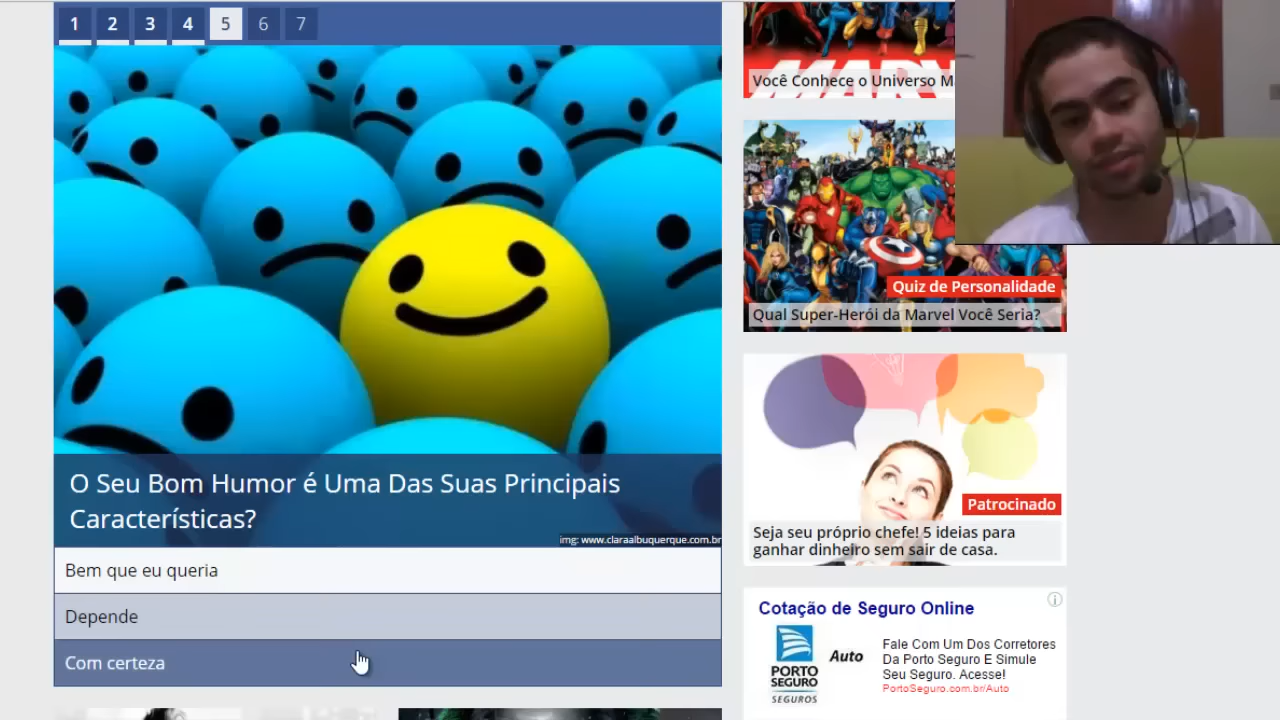 1 2 3 4 5 6 7
O Seu Bom Humor é Uma Das Suas Principais
Características?
img: www.claraalbuquerque.com.br
Bem que eu queria
Depende
Com certeza
Você Conhece o Universo M
Quiz de Personalidade
Qual Super-Herói da Marvel Você Seria?
Patrocinado
Seja seu próprio chefe! 5 ideias para
ganhar dinheiro sem sair de casa.
Cotação de Seguro Online
PORTO
SEGURO
SEGUROS
Auto
Fale Com Um Dos Corretores
Da Porto Seguro E Simule
Seu Seguro. Acesse!
PortoSeguro.com.br/Auto